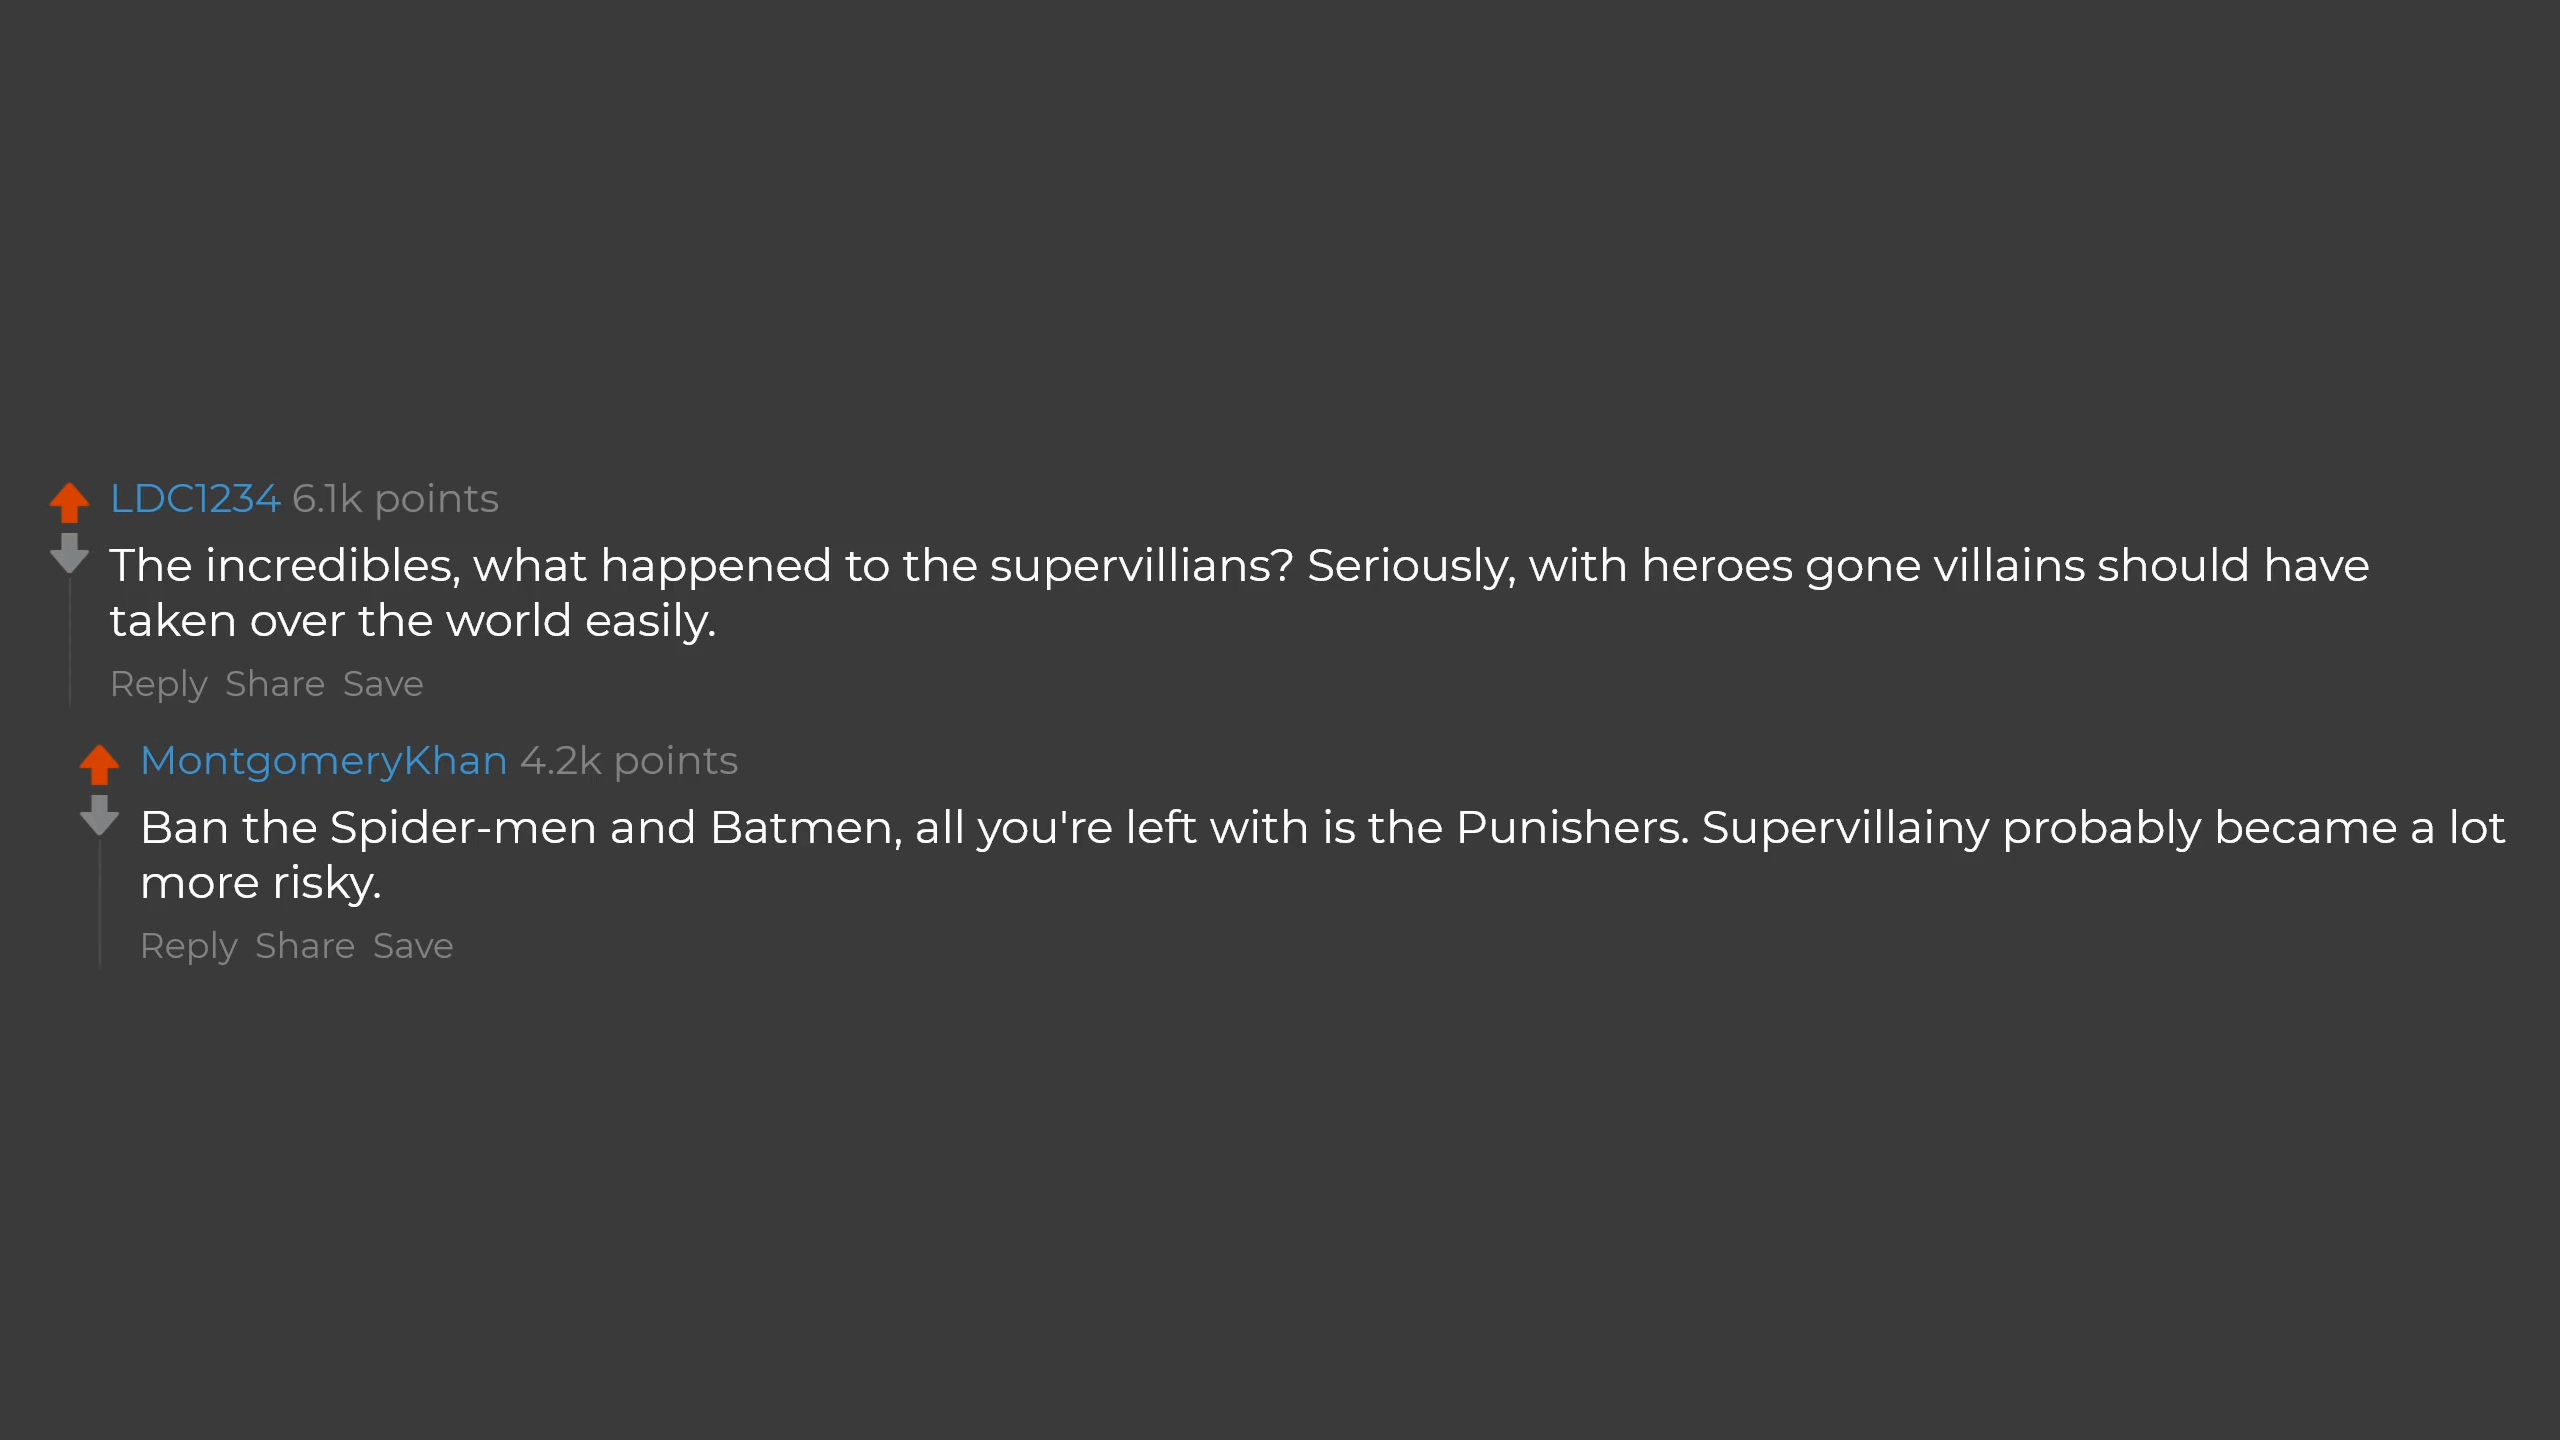 LDC1234 6.1k points
The incredibles, what happened to the supervillians? Seriously, with heroes gone villains should have
taken over the world easily.
Reply Share Save
MontgomeryKhan 4.2k points
Ban the Spider-men and Batmen, all you're left with is the Punishers. Supervillainy probably became a lot
more risky.
Reply Share Save